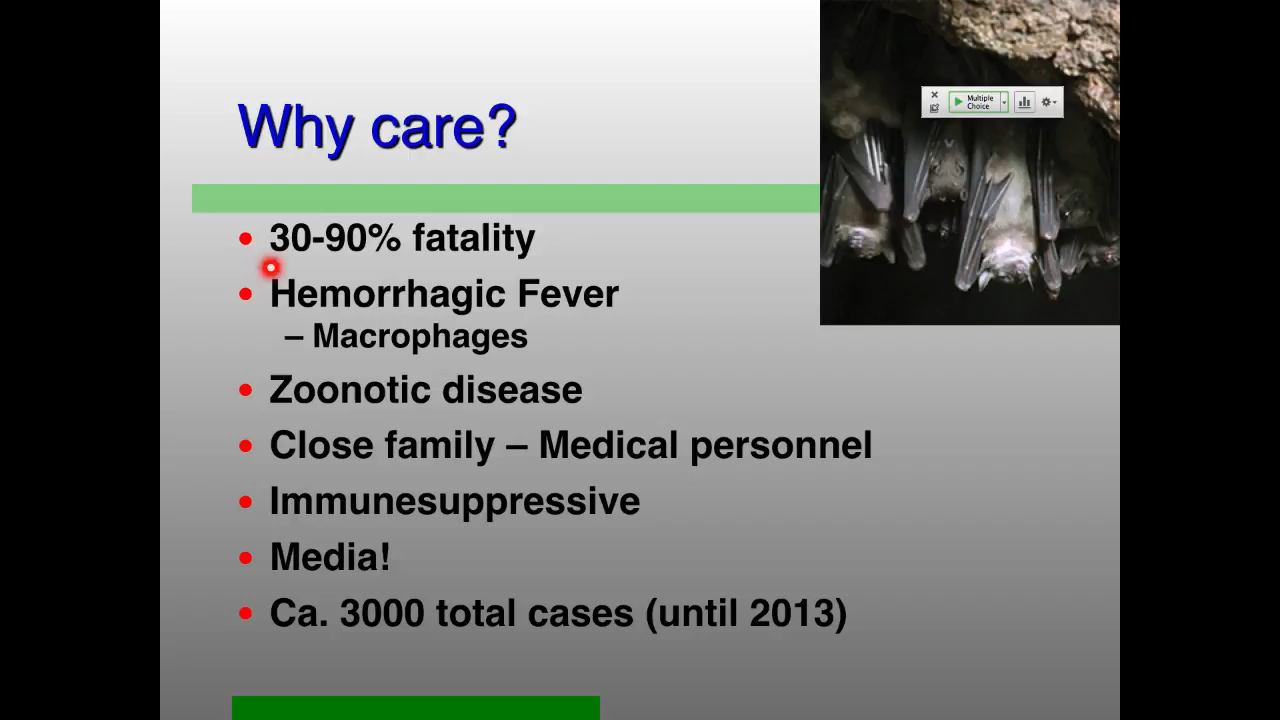 Why care?
Multiple
Choice
30-90% fatality
Hemorrhagic Fever
– Macrophages
Zoonotic disease
Close family – Medical personnel
Immunesuppressive
Media!
Ca. 3000 total cases (until 2013)